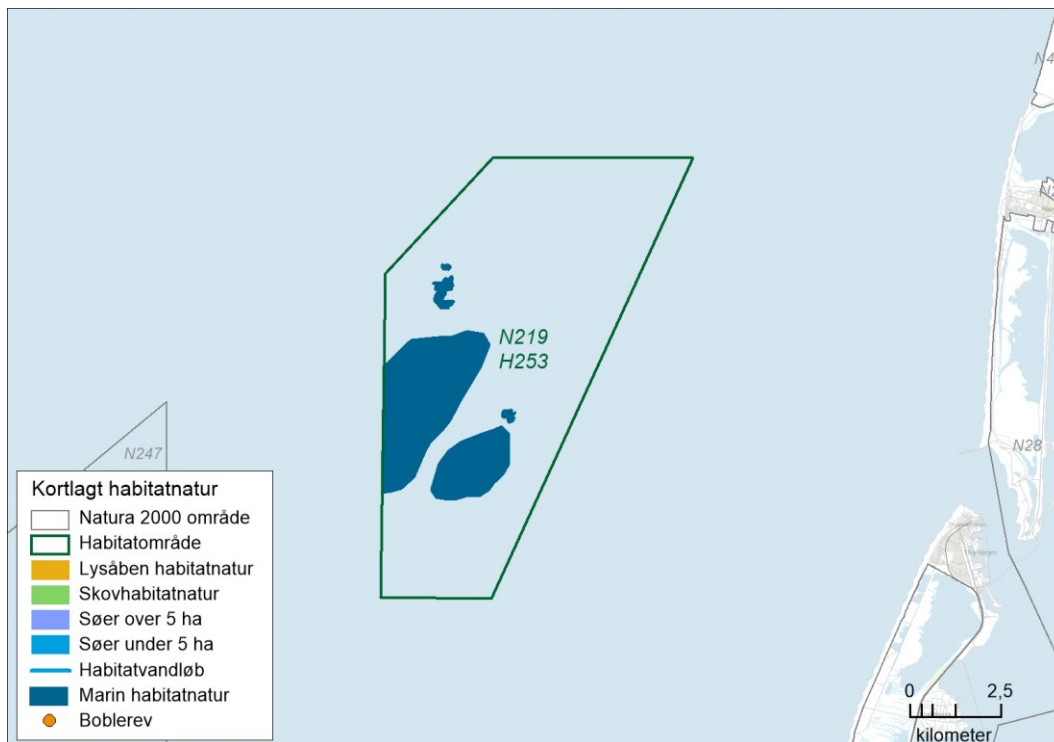 N219
H253
N247
N28
Kortlagt habitatnatur
Natura 2000 område
Habitatområde
Lysåben habitatnatur
Skovhabitatnatur
Søer over 5 ha
Søer under 5 ha
Habitatvandløb
Marin habitatnatur
Boblerev
Thyborøn
0 2,5
kilometer